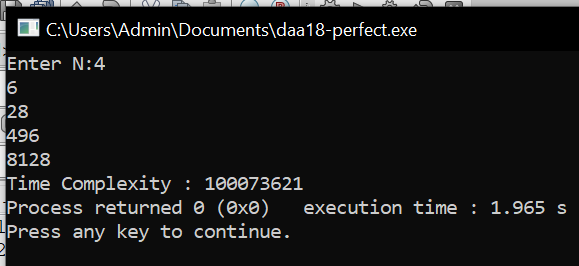 C:\Users\Admin\Documents\daa18-perfect.exe
Enter N:4
6
28
496
8128
Time Complexity : 100073621
Process returned 0 (0x0)   execution time : 1.965 s
Press any key to continue.